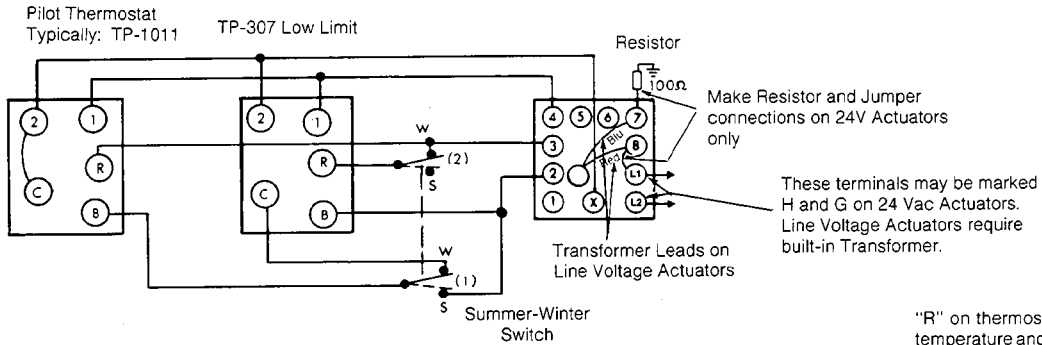 Pilot Thermostat
Typically: TP-1011
TP-307 Low Limit
Resistor
100Ω
Make Resistor and Jumper
connections on 24V Actuators
only
2 1
R
C
B
2 1
R
C
B
W
(2)
S
W
(1)
S
4 5 6 7
3 8
2 L1
1 X L2
Blu
Red
These terminals may be marked
H and G on 24 Vac Actuators.
Line Voltage Actuators require
built-in Transformer.
Transformer Leads on
Line Voltage Actuators
Summer-Winter
Switch
"R" on thermos
temperature and